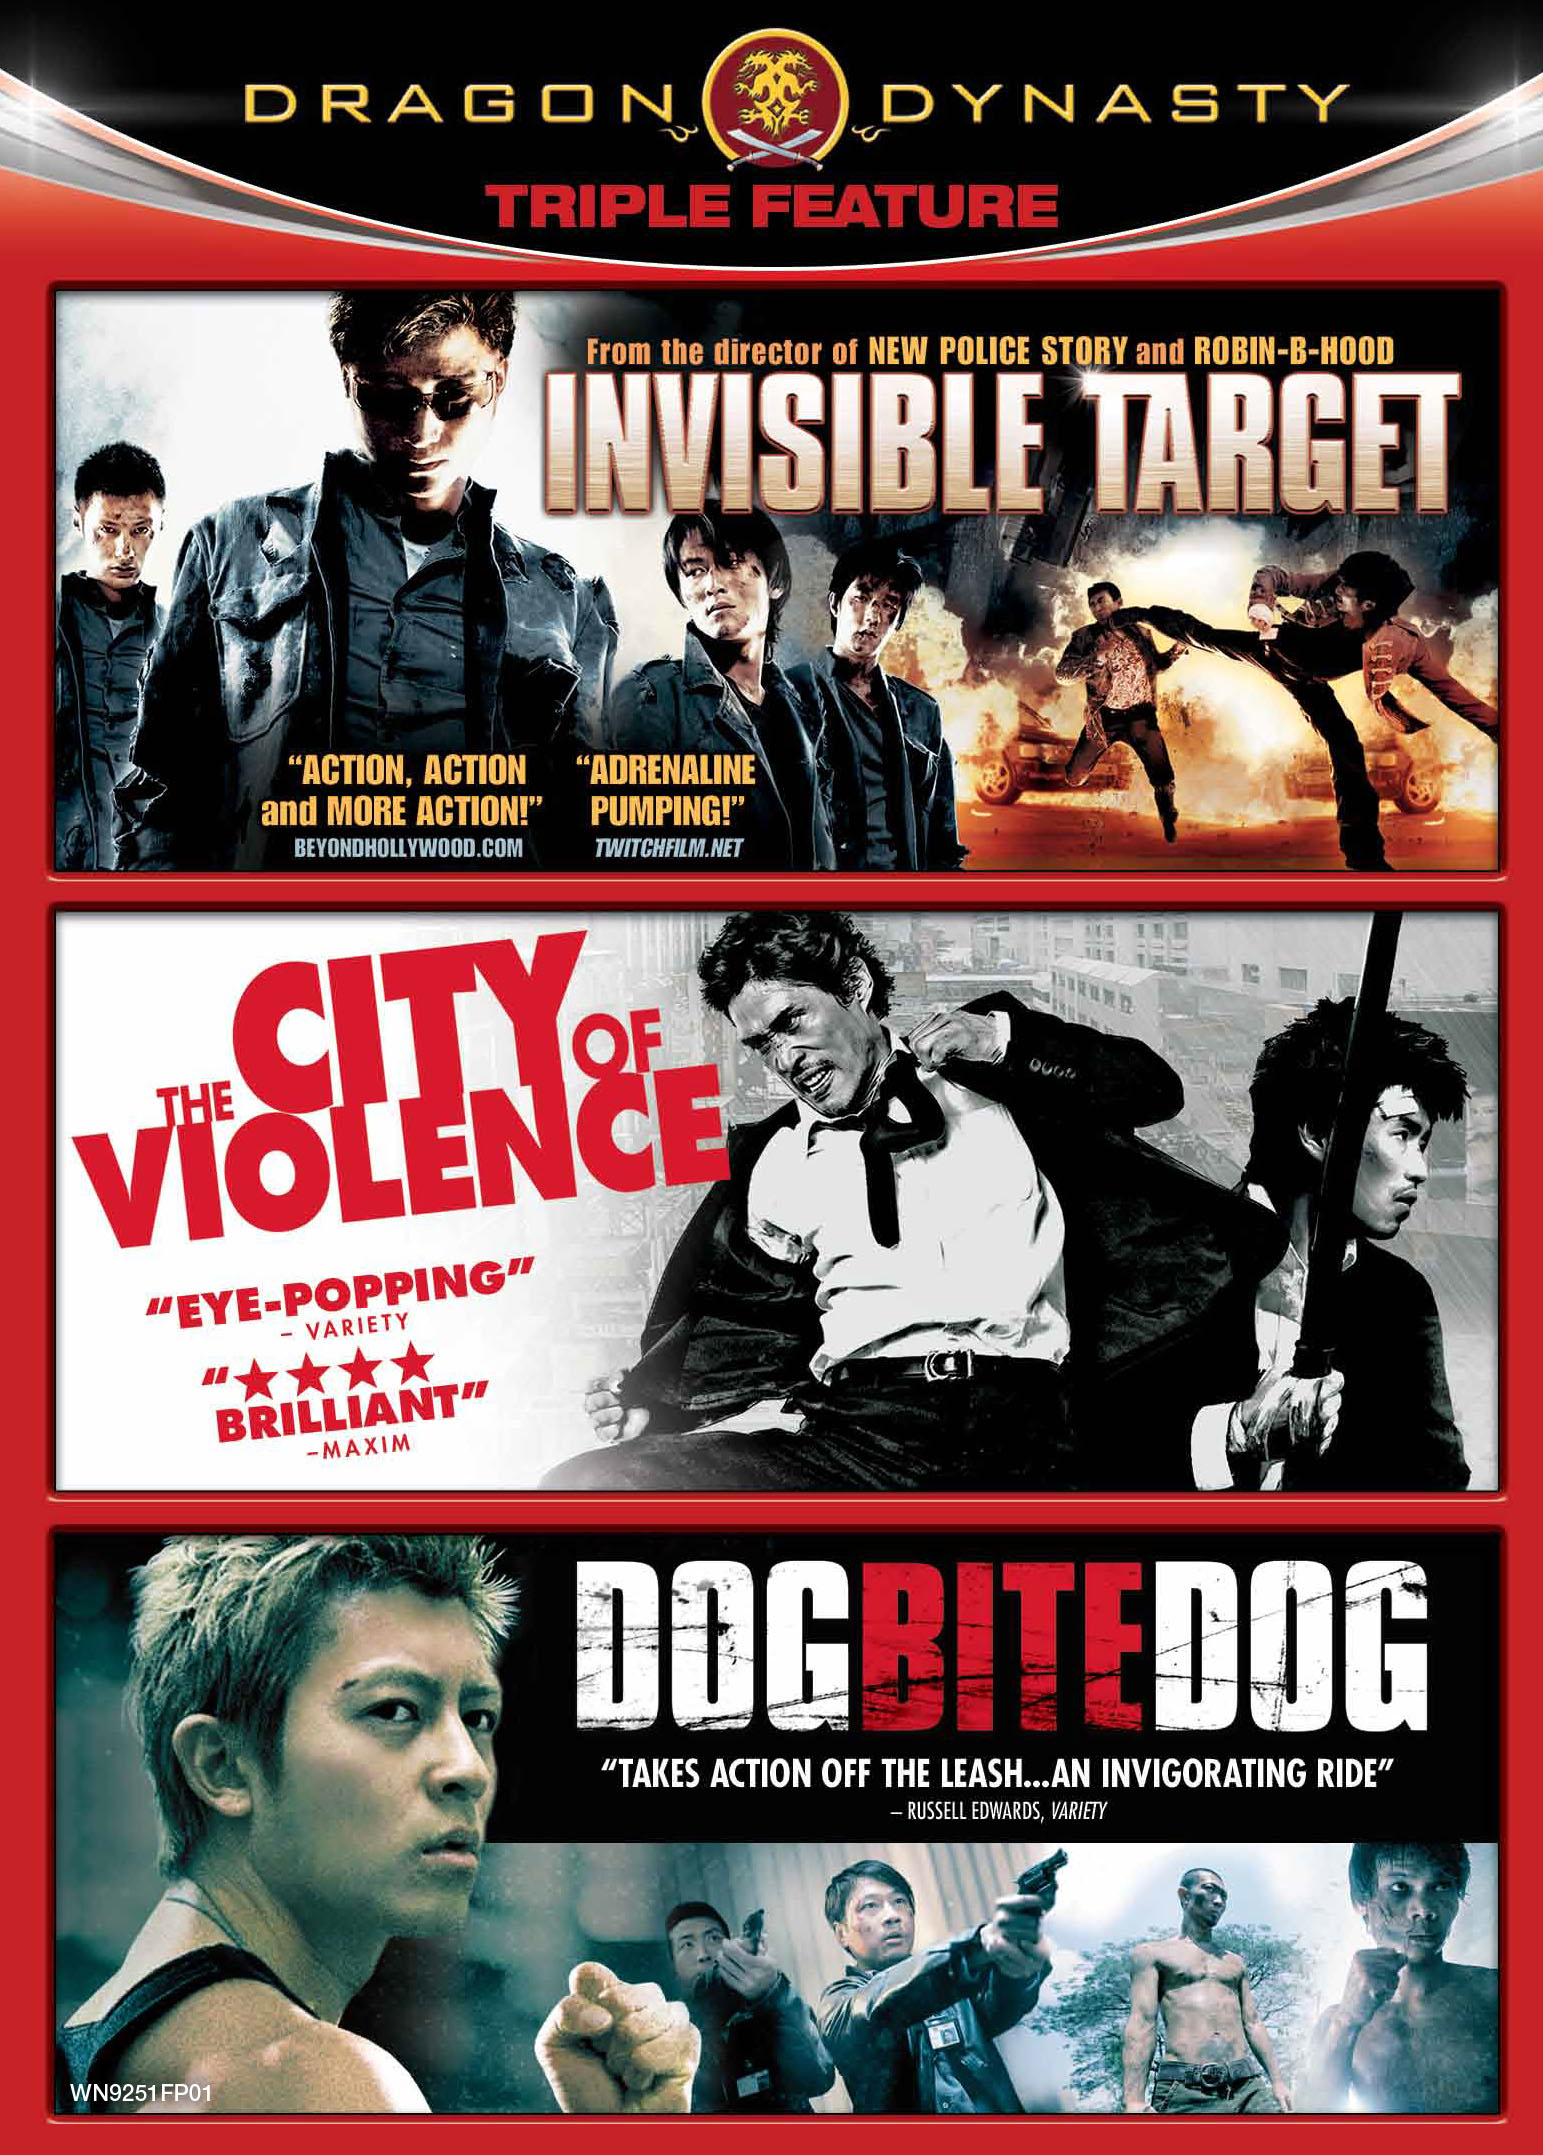 DRAGON DYNASTY
TRIPLE FEATURE
From the director of NEW POLICE STORY and ROBIN-B-HOOD
INVISIBLE TARGET
“ACTION, ACTION
and MORE ACTION!”
BEYONDHOLLYWOOD.COM
“ADRENALINE
PUMPING!”
TWITCHFILM.NET
THE CITY OF
VIOLENCE
“EYE-POPPING”
– VARIETY
“★★★★
BRILLIANT”
–MAXIM
DOGBITEDOG
“TAKES ACTION OFF THE LEASH...AN INVIGORATING RIDE”
– RUSSELL EDWARDS, VARIETY
WN9251FP01